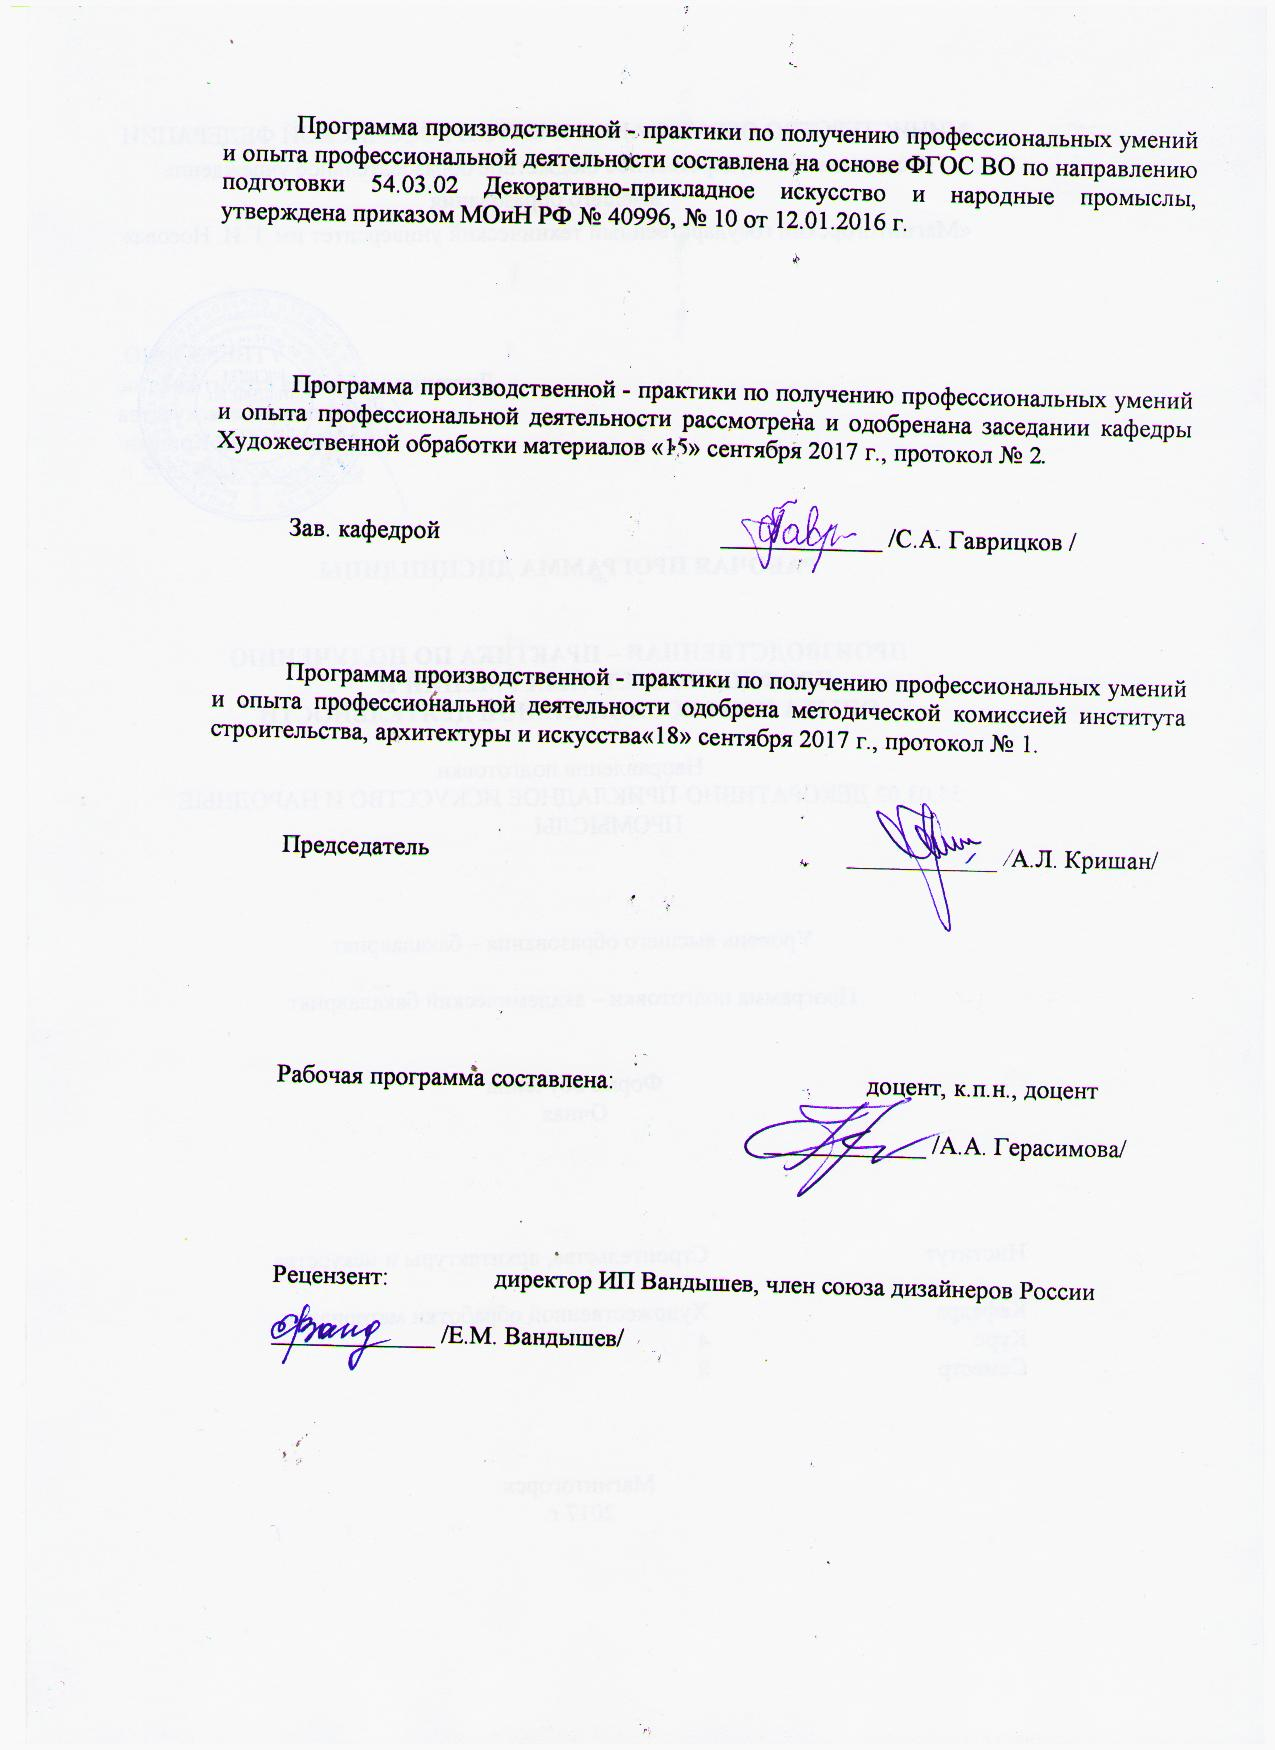 Программа производственной - практики по получению профессиональных умений
и опыта профессиональной деятельности составлена на основе ФГОС ВО по направлению
подготовки 54.03.02 Декоративно-прикладное искусство и народные промыслы,
утверждена приказом МОиН РФ № 40996, № 10 от 12.01.2016 г.
Программа производственной - практики по получению профессиональных умений
и опыта профессиональной деятельности рассмотрена и одобренана заседании кафедры
Художественной обработки материалов «15» сентября 2017 г., протокол № 2.
Зав. кафедрой /С.А. Гаврицков /
Программа производственной - практики по получению профессиональных умений
и опыта профессиональной деятельности одобрена методической комиссией института
строительства, архитектуры и искусства«18» сентября 2017 г., протокол № 1.
Председатель /А.Л. Кришан/
Рабочая программа составлена: доцент, к.п.н., доцент
/А.А. Герасимова/
Рецензент: директор ИП Вандышев, член союза дизайнеров России
/Е.М. Вандышев/